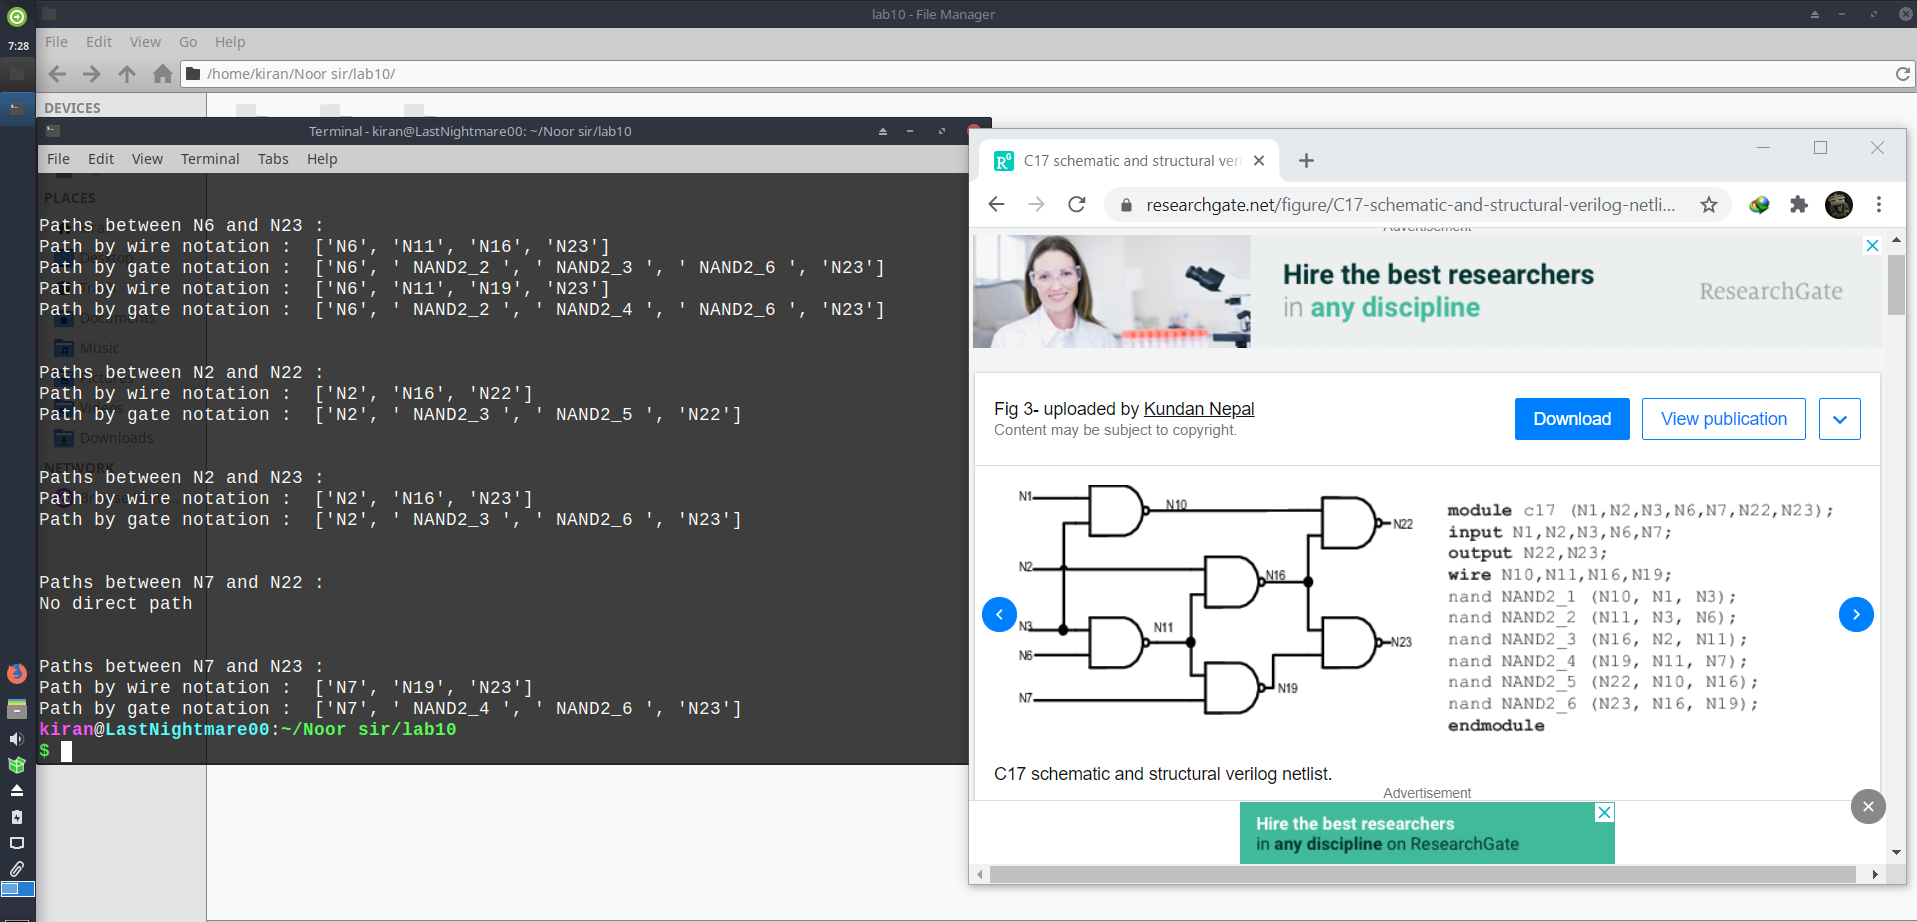 lab10 - File Manager
7:28
File Edit View Go Help
/home/kiran/Noor sir/lab10/
DEVICES
Terminal - kiran@LastNightmare00: ~/Noor sir/lab10
File Edit View Terminal Tabs Help
PLACES
Desktop
Documents
Music
Pictures
Videos
Downloads
NETWORK
Paths between N6 and N23 :
Path by wire notation :  ['N6', 'N11', 'N16', 'N23']
Path by gate notation :  ['N6', ' NAND2_2 ', ' NAND2_3 ', ' NAND2_6 ', 'N23']
Path by wire notation :  ['N6', 'N11', 'N19', 'N23']
Path by gate notation :  ['N6', ' NAND2_2 ', ' NAND2_4 ', ' NAND2_6 ', 'N23']
Paths between N2 and N22 :
Path by wire notation :  ['N2', 'N16', 'N22']
Path by gate notation :  ['N2', ' NAND2_3 ', ' NAND2_5 ', 'N22']
Paths between N2 and N23 :
Path by wire notation :  ['N2', 'N16', 'N23']
Path by gate notation :  ['N2', ' NAND2_3 ', ' NAND2_6 ', 'N23']
Paths between N7 and N22 :
No direct path
Paths between N7 and N23 :
Path by wire notation :  ['N7', 'N19', 'N23']
Path by gate notation :  ['N7', ' NAND2_4 ', ' NAND2_6 ', 'N23']
kiran@LastNightmare00:~/Noor sir/lab10
$
RG C17 schematic and structural veri
researchgate.net/figure/C17-schematic-and-structural-verilog-netli...
Advertisement
Hire the best researchers
in any discipline
ResearchGate
Fig 3- uploaded by Kundan Nepal
Content may be subject to copyright.
Download
View publication
N1
N10
N22
N2
N16
N3
N11
N6
N23
N7
N19
module c17 (N1,N2,N3,N6,N7,N22,N23);
input N1,N2,N3,N6,N7;
output N22,N23;
wire N10,N11,N16,N19;
nand NAND2_1 (N10, N1, N3);
nand NAND2_2 (N11, N3, N6);
nand NAND2_3 (N16, N2, N11);
nand NAND2_4 (N19, N11, N7);
nand NAND2_5 (N22, N10, N16);
nand NAND2_6 (N23, N16, N19);
endmodule
C17 schematic and structural verilog netlist.
Advertisement
Hire the best researchers
in any discipline on ResearchGate